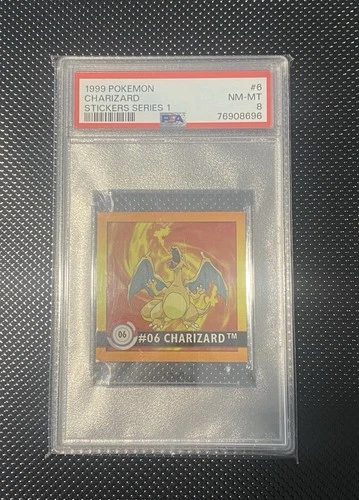 1999 POKEMON #6
CHARIZARD NM-MT
STICKERS SERIES 1 8
PSA 76908696
06 #06 CHARIZARD™